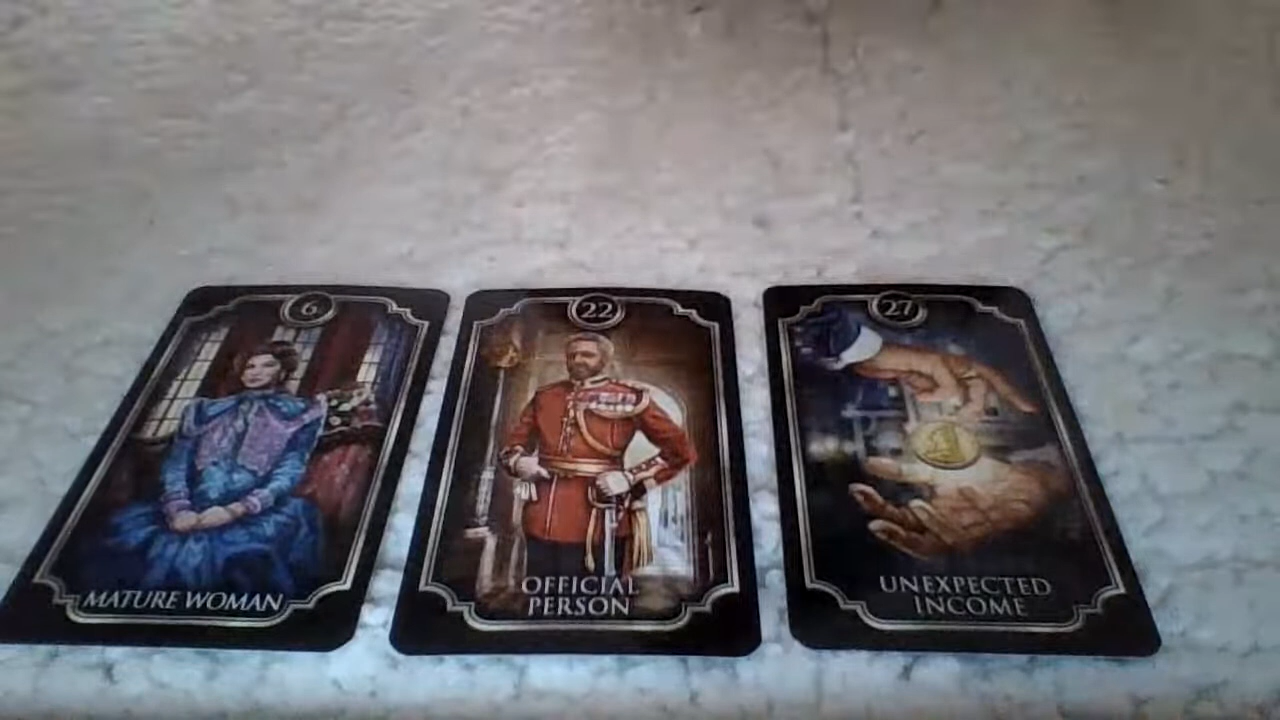 6
MATURE WOMAN
22
OFFICIAL
PERSON
27
UNEXPECTED
INCOME